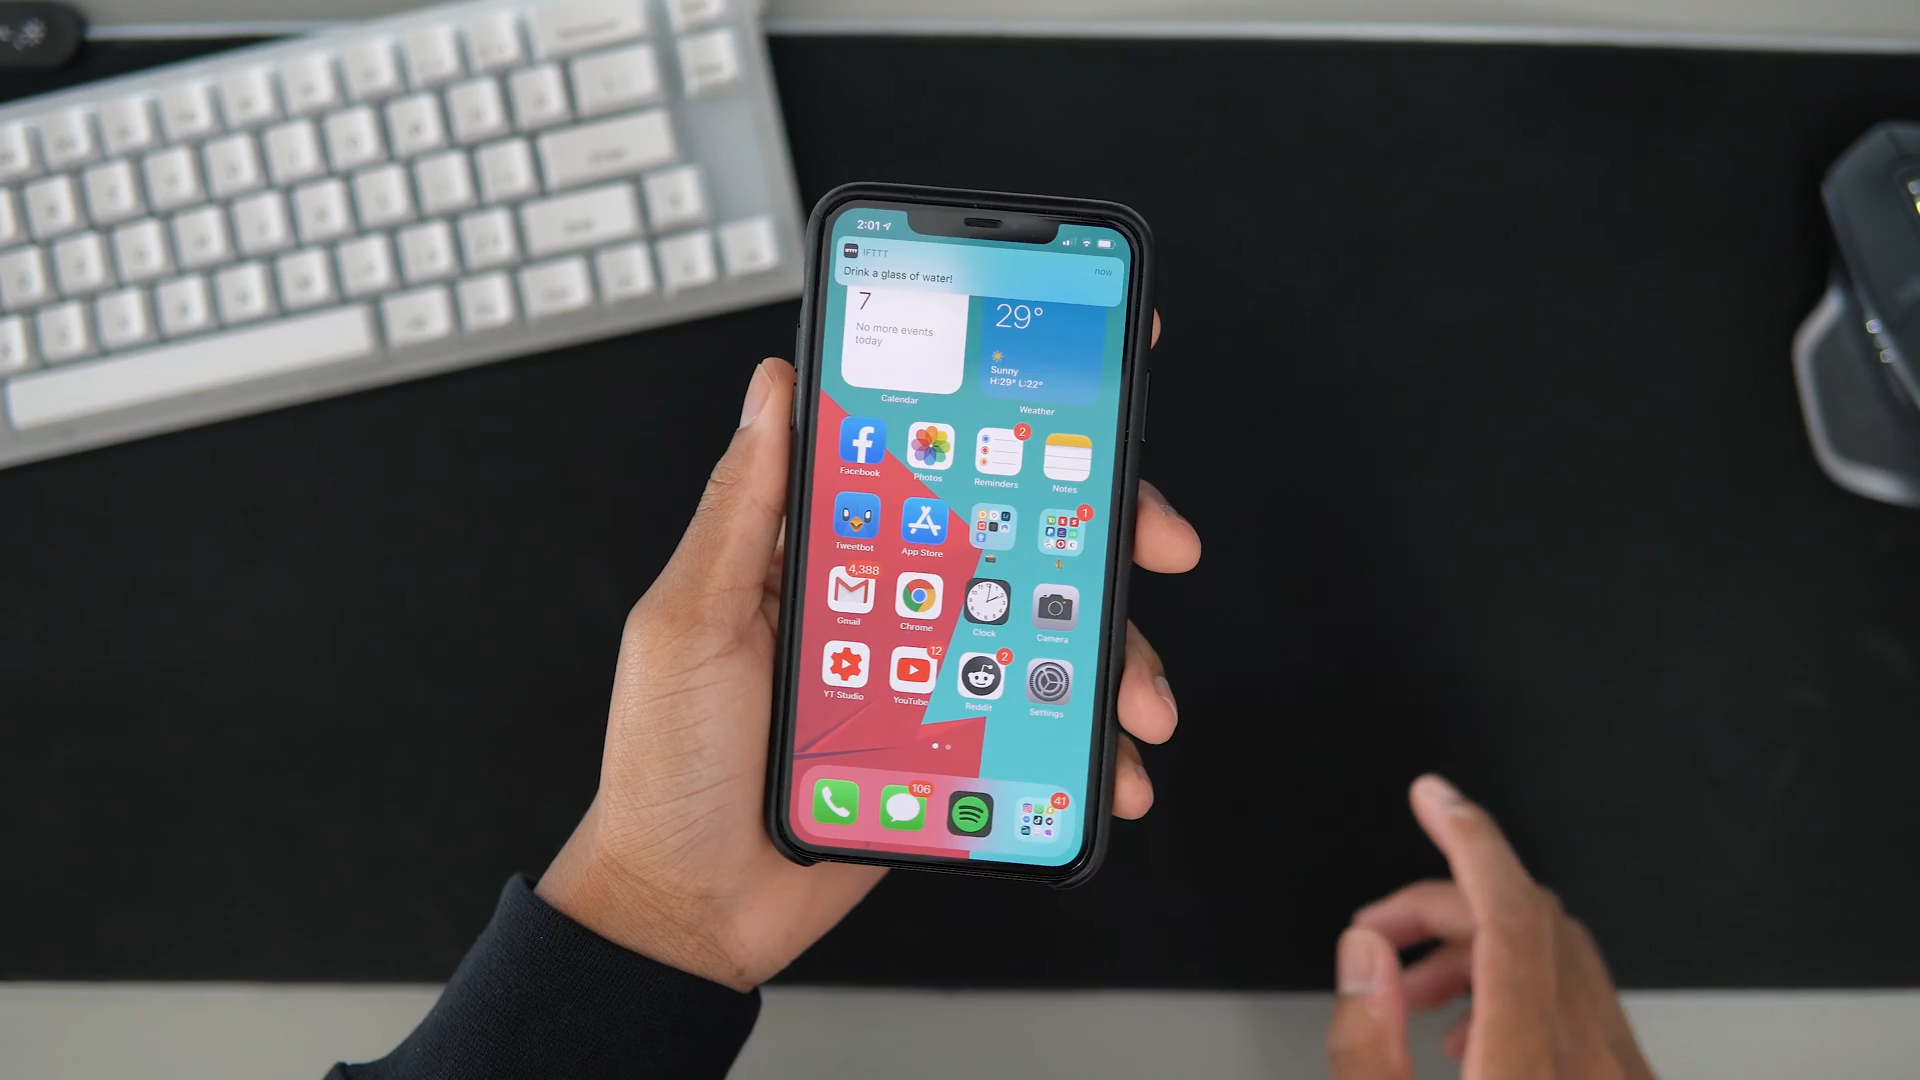 2:01
IFTTT
now
Drink a glass of water!
7
No more events
today
Calendar
29°
Sunny
H:29° L:22°
Weather
Facebook
Photos
2
Reminders
Notes
Tweetbot
App Store
1
4,388
Gmail
Chrome
Clock
Camera
YT Studio
12
YouTube
2
Reddit
Settings
106
41